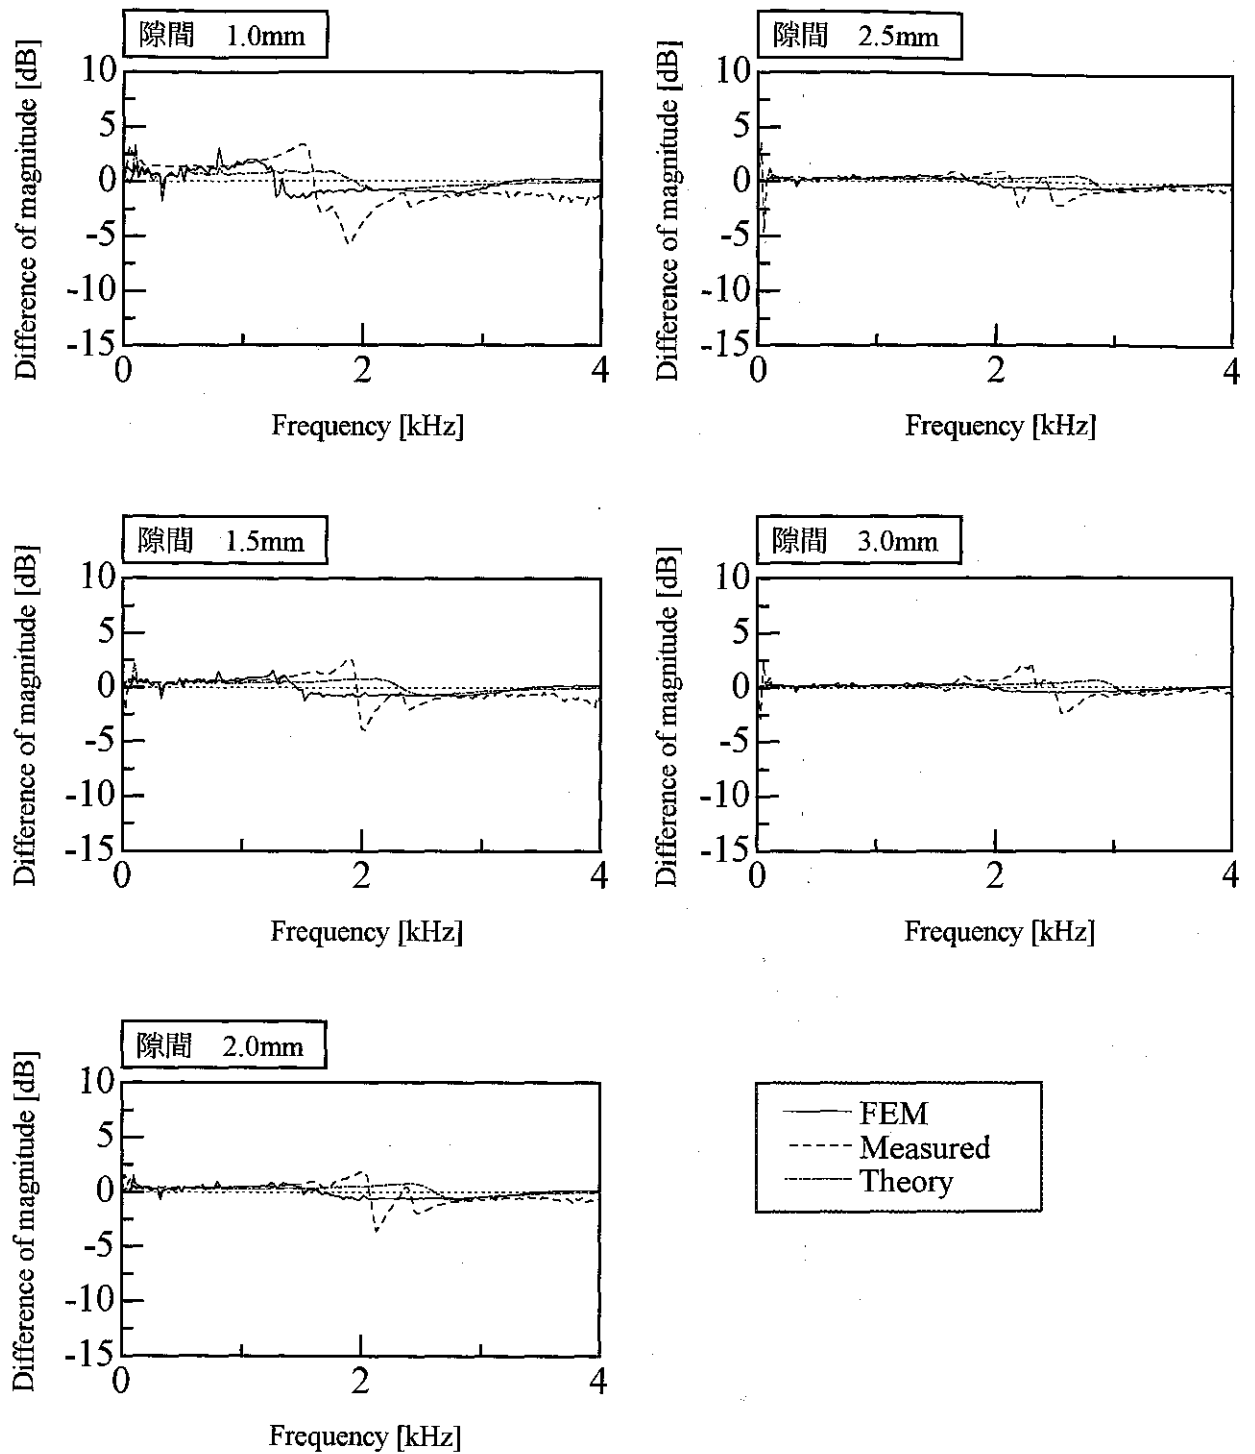 隙間 1.0mm
Difference of magnitude [dB]
10
5
0
-5
-10
-15
0 2 4
Frequency [kHz]
隙間 2.5mm
Difference of magnitude [dB]
10
5
0
-5
-10
-15
0 2 4
Frequency [kHz]
隙間 1.5mm
Difference of magnitude [dB]
10
5
0
-5
-10
-15
0 2 4
Frequency [kHz]
隙間 3.0mm
Difference of magnitude [dB]
10
5
0
-5
-10
-15
0 2 4
Frequency [kHz]
隙間 2.0mm
Difference of magnitude [dB]
10
5
0
-5
-10
-15
0 2 4
Frequency [kHz]
FEM
Measured
Theory